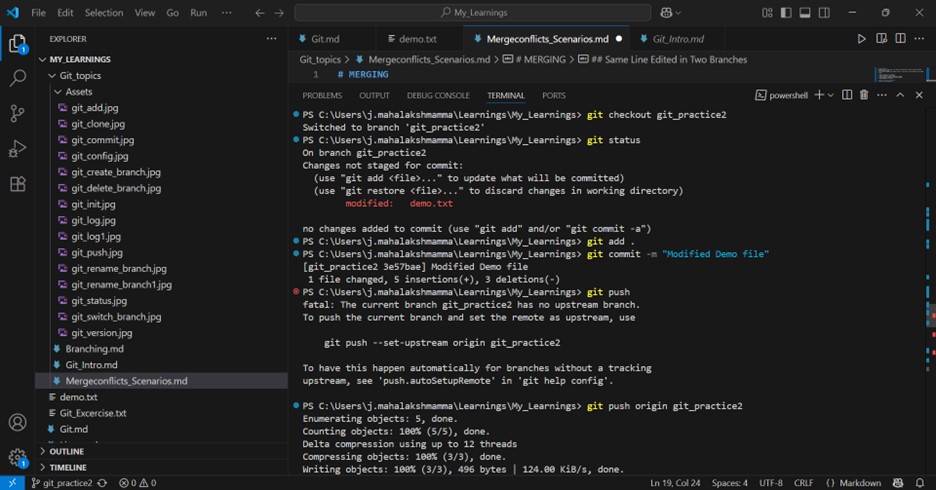 File Edit Selection View Go Run ··· ← → My_Learnings
EXPLORER ···
MY_LEARNINGS
Git_topics
Assets
git_add.jpg
git_clone.jpg
git_commit.jpg
git_config.jpg
git_create_branch.jpg
git_delete_branch.jpg
git_init.jpg
git_log.jpg
git_log1.jpg
git_push.jpg
git_rename_branch.jpg
git_rename_branch1.jpg
git_status.jpg
git_switch_branch.jpg
git_version.jpg
Branching.md
Git_Intro.md
Mergeconflicts_Scenarios.md
demo.txt
Git_Excercise.txt
Git.md
OUTLINE
TIMELINE
Git.md demo.txt Mergeconflicts_Scenarios.md Git_Intro.md
Git_topics > Mergeconflicts_Scenarios.md > # MERGING > ## Same Line Edited in Two Branches
1 # MERGING
PROBLEMS OUTPUT DEBUG CONSOLE TERMINAL PORTS powershell
PS C:\Users\j.mahalakshmamma\Learnings\My_Learnings> git checkout git_practice2
Switched to branch 'git_practice2'
PS C:\Users\j.mahalakshmamma\Learnings\My_Learnings> git status
On branch git_practice2
Changes not staged for commit:
(use "git add <file>..." to update what will be committed)
(use "git restore <file>..." to discard changes in working directory)
modified: demo.txt
no changes added to commit (use "git add" and/or "git commit -a")
PS C:\Users\j.mahalakshmamma\Learnings\My_Learnings> git add .
PS C:\Users\j.mahalakshmamma\Learnings\My_Learnings> git commit -m "Modified Demo file"
[git_practice2 3e57bae] Modified Demo file
1 file changed, 5 insertions(+), 3 deletions(-)
PS C:\Users\j.mahalakshmamma\Learnings\My_Learnings> git push
fatal: The current branch git_practice2 has no upstream branch.
To push the current branch and set the remote as upstream, use
git push --set-upstream origin git_practice2
To have this happen automatically for branches without a tracking
upstream, see 'push.autoSetupRemote' in 'git help config'.
PS C:\Users\j.mahalakshmamma\Learnings\My_Learnings> git push origin git_practice2
Enumerating objects: 5, done.
Counting objects: 100% (5/5), done.
Delta compression using up to 12 threads
Compressing objects: 100% (3/3), done.
Writing objects: 100% (3/3), 496 bytes | 124.00 KiB/s, done.
git_practice2 0 0 Ln 19, Col 24 Spaces: 4 UTF-8 CRLF {} Markdown